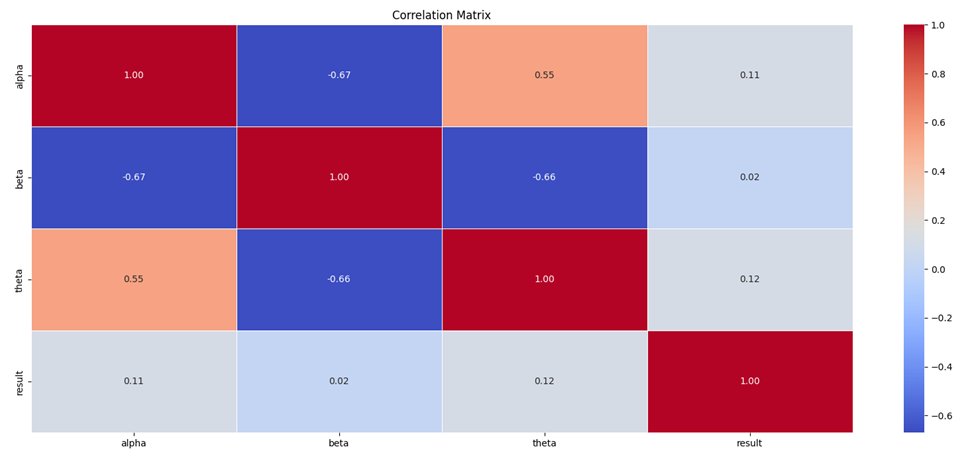 Correlation Matrix
alpha 1.00 -0.67 0.55 0.11
beta -0.67 1.00 -0.66 0.02
theta 0.55 -0.66 1.00 0.12
result 0.11 0.02 0.12 1.00
alpha beta theta result
1.0
0.8
0.6
0.4
0.2
0.0
−0.2
−0.4
−0.6